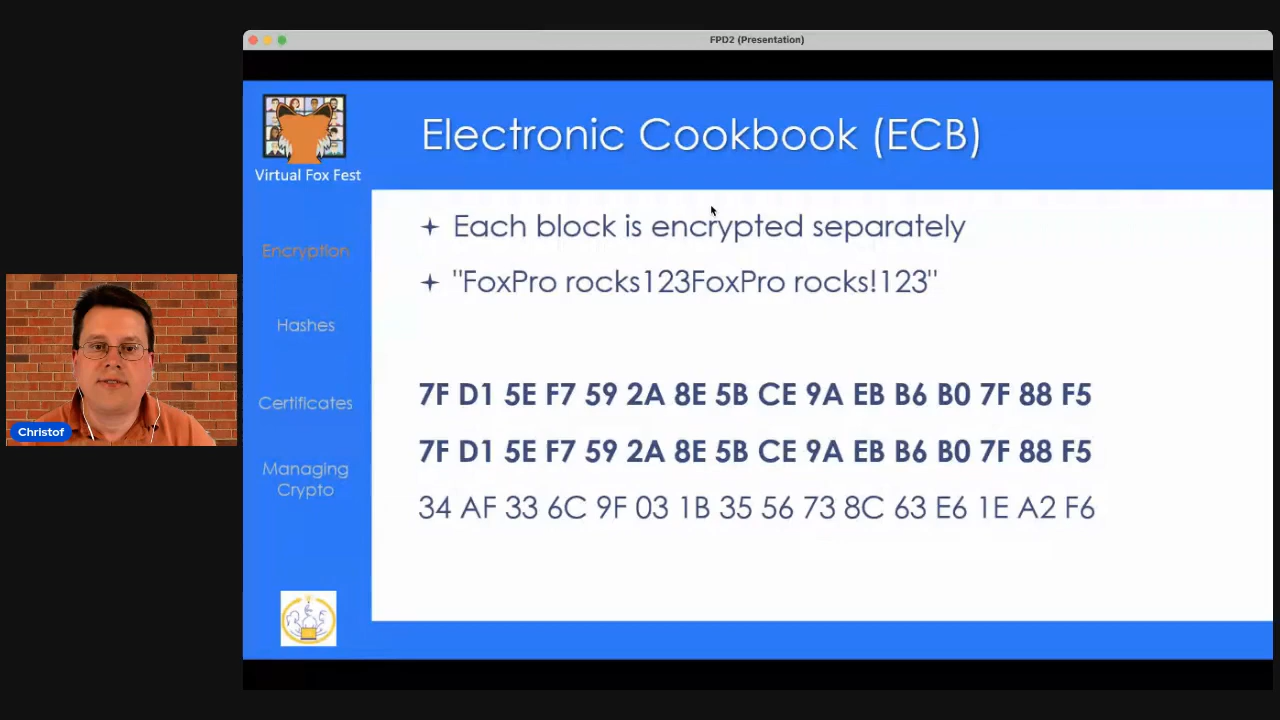 FPD2 (Presentation)
Virtual Fox Fest
Electronic Cookbook (ECB)
Encryption
Hashes
Certificates
Managing
Crypto
Each block is encrypted separately
"FoxPro rocks123FoxPro rocks!123"
7F D1 5E F7 59 2A 8E 5B CE 9A EB B6 B0 7F 88 F5
7F D1 5E F7 59 2A 8E 5B CE 9A EB B6 B0 7F 88 F5
34 AF 33 6C 9F 03 1B 35 56 73 8C 63 E6 1E A2 F6
Christof